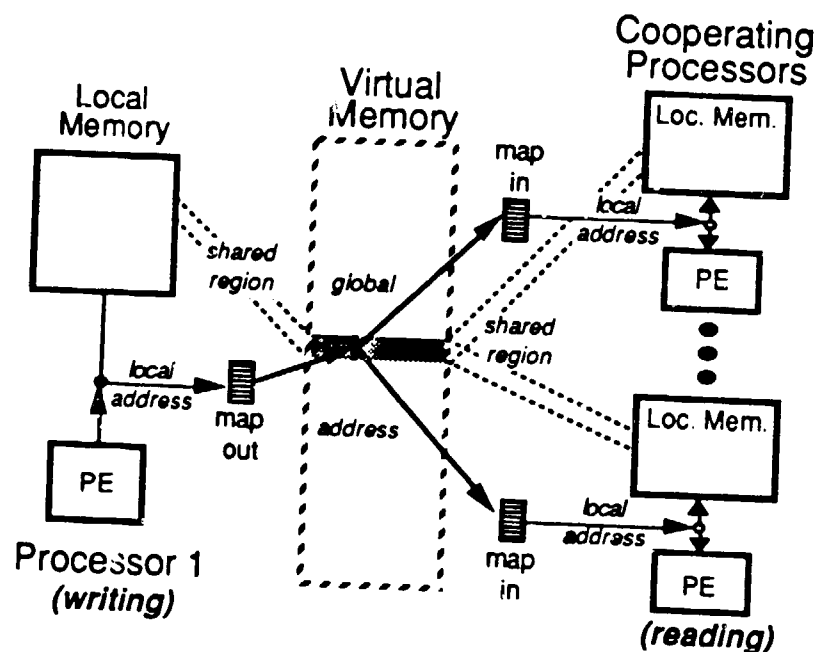 Cooperating
Processors
Local
Memory
Virtual
Memory
Loc. Mem.
map
in
local
address
shared
region
global
PE
shared
region
local
address
map
out
address
Loc. Mem.
PE
local
address
map
in
PE
Processor 1
(writing)
(reading)